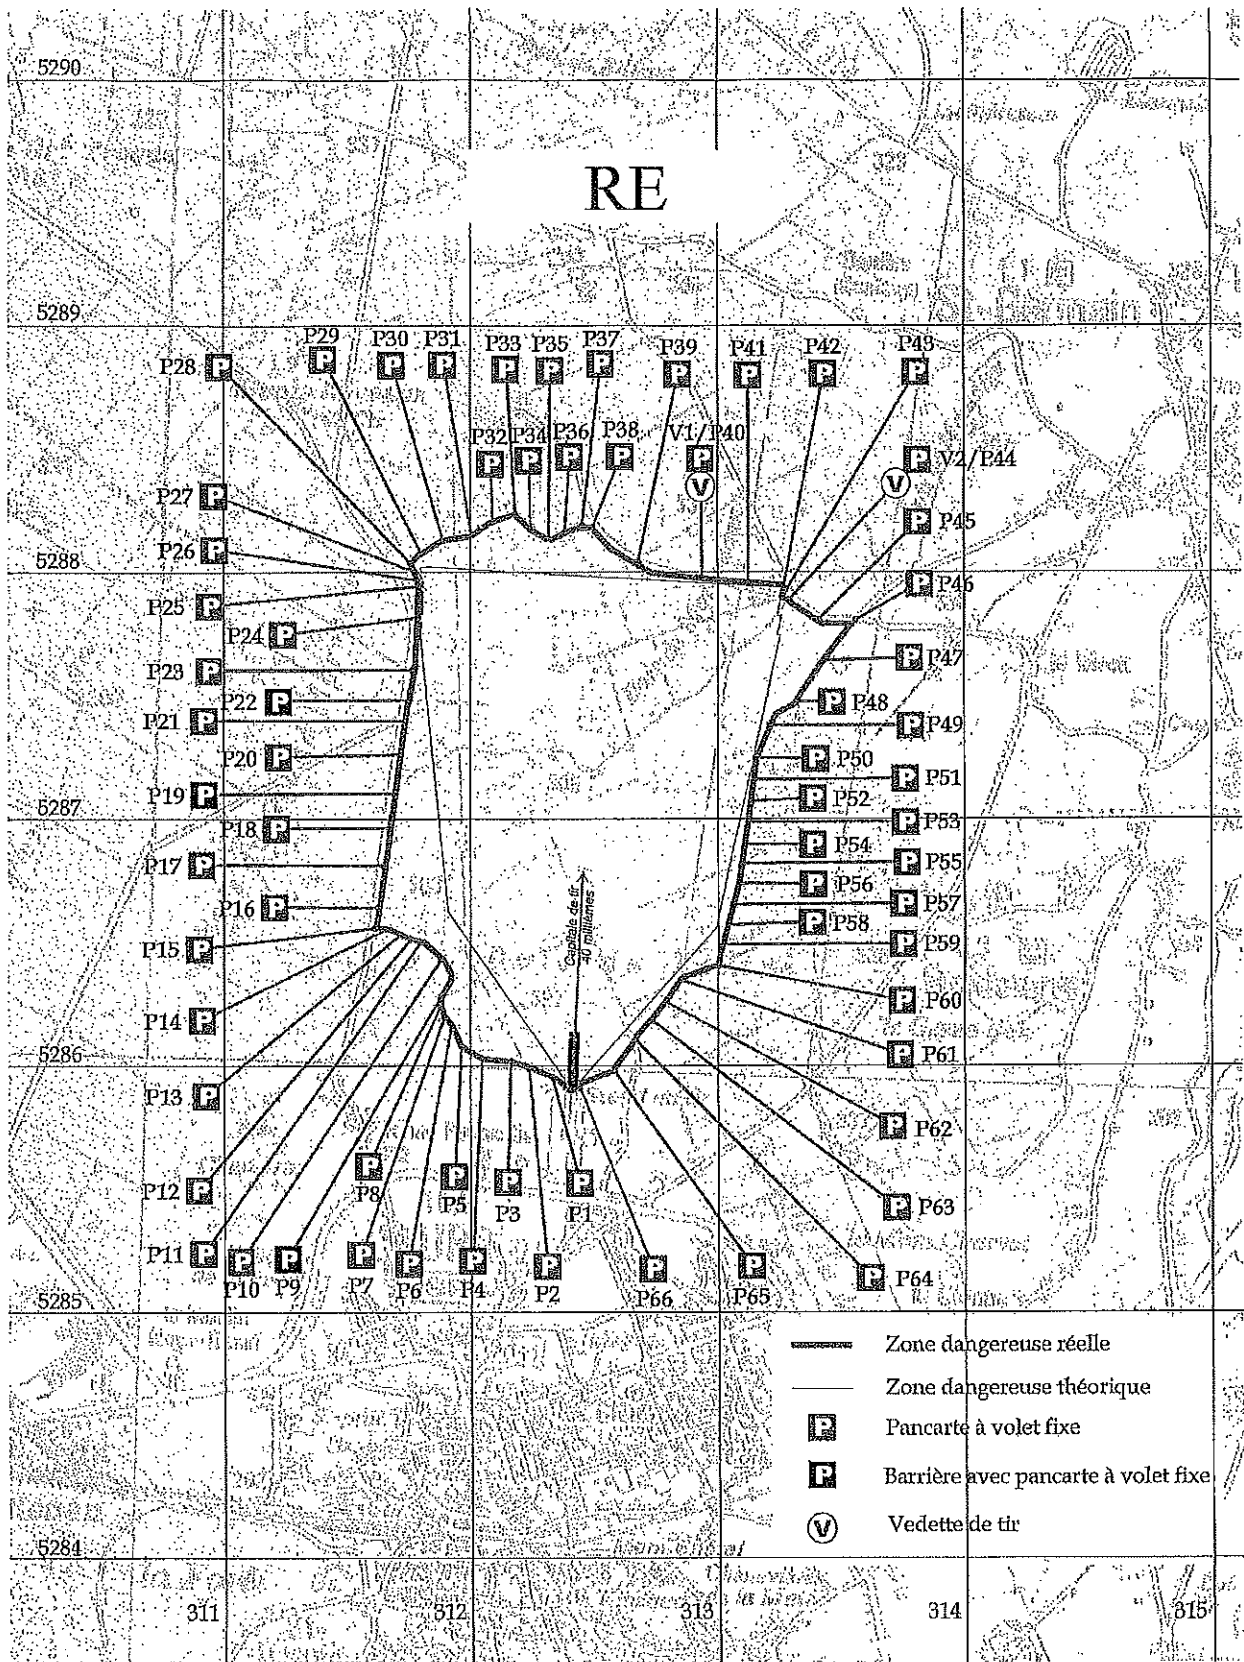 5290
RE
5289
P28
P29
P30
P31
P33
P35
P37
P39
P41
P42
P43
P32
P34
P36
P38
V1/P40
V
V2/P44
V
P27
P45
P26
5288
P46
P25
P24
P47
P23
P22
P48
P21
P49
P20
P50
P19
P51
P52
5287
P18
P53
P54
P17
P55
P56
P16
P57
P58
P15
P59
Capitale de tir
40 millièmes
P14
P60
5286
P61
P13
P62
P12
P8
P5
P3
P1
P63
P11
P10
P9
P7
P6
P4
P2
P66
P65
P64
5285
Zone dangereuse réelle
Zone dangereuse théorique
P Pancarte à volet fixe
P Barrière avec pancarte à volet fixe
V Vedette de tir
5284
311
312
313
314
315